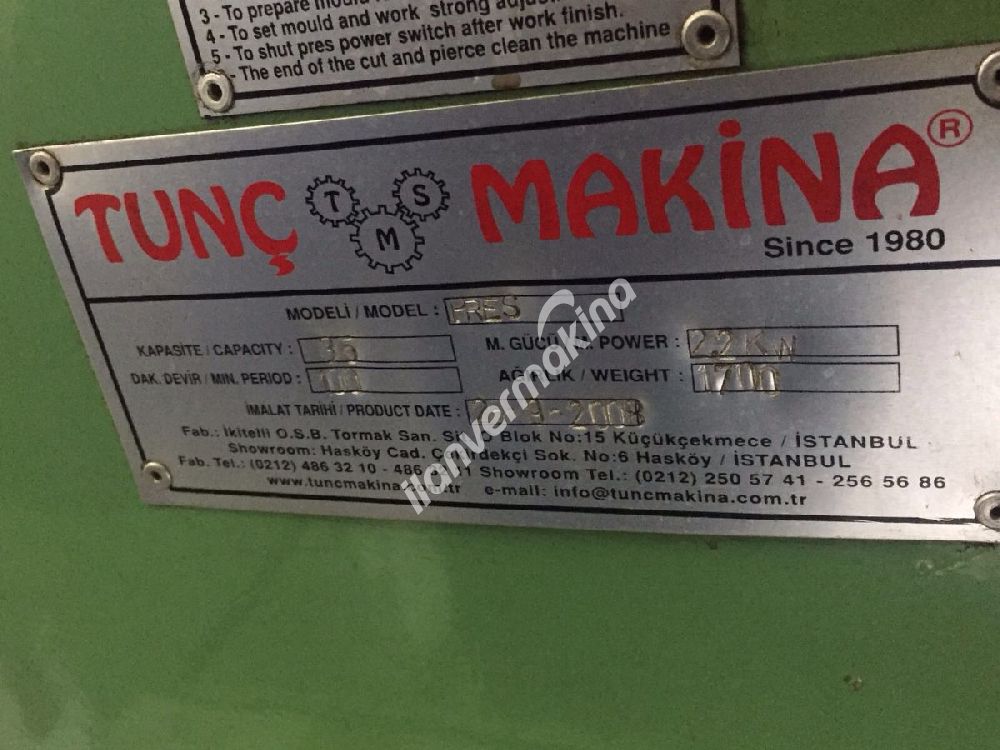 3 - To prepare
4 - To set mould and work strong
5 - To shut pres power switch after work finish.
- The end of the cut and pierce clean the machine
TUNÇ T S M MAKİNA ®
Since 1980
MODELİ / MODEL : PRES
KAPASİTE / CAPACITY : 35
M. GÜCÜ POWER : 2.2 K
DAK. DEVİR / MIN. PERIOD :
AĞIRLIK / WEIGHT : 1700
İMALAT TARİHİ / PRODUCT DATE : 9-2008
Fab.: İkitelli O.S.B. Tormak San. Blok No:15 Küçükçekmece / İSTANBUL
Showroom: Hasköy Cad. Sok. No:6 Hasköy / İSTANBUL
Fab. Tel.: (0212) 486 32 10 - 486 Showroom Tel.: (0212) 250 57 41 - 256 56 86
www.tuncmakina.com.tr e-mail: info@tuncmakina.com.tr
ilanvermakina